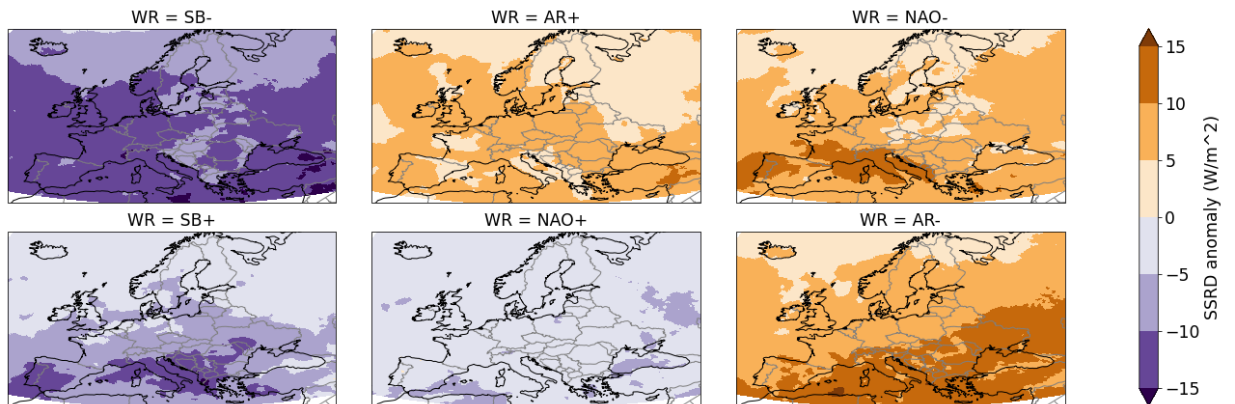 WR = SB-
WR = AR+
WR = NAO-
WR = SB+
WR = NAO+
WR = AR-
15
10
5
0
−5
−10
−15
SSRD anomaly (W/m^2)